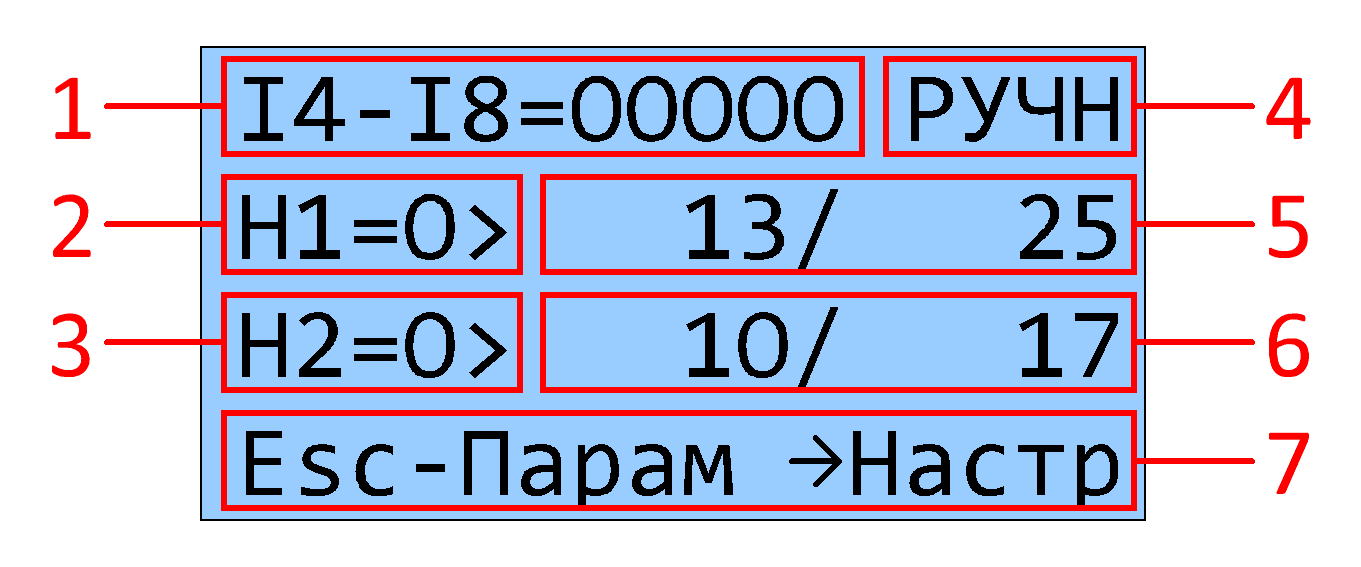 1 I4-I8=00000 РУЧН 4
2 Н1=0> 13/ 25 5
3 Н2=0> 10/ 17 6
Esc-Парам →Настр 7